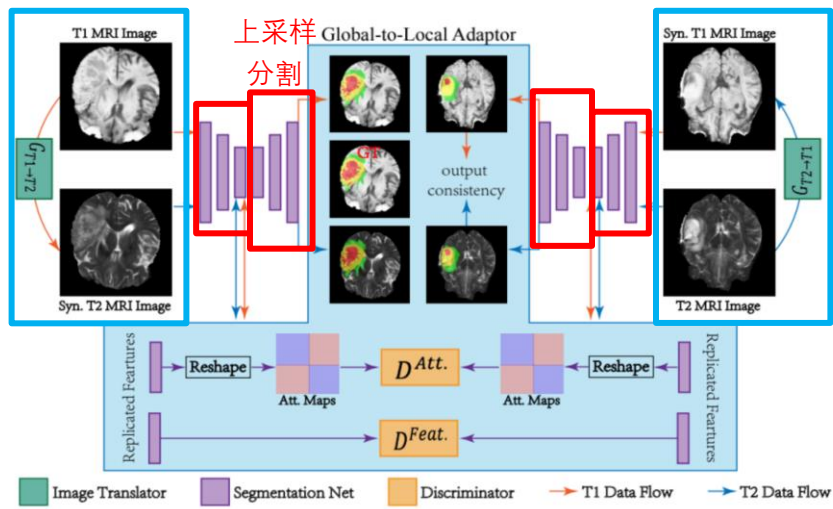 T1 MRI Image
上采样
分割
Global-to-Local Adaptor
Syn. T1 MRI Image
G_{T1→T2}
GT
output
consistency
G_{T2→T1}
Syn. T2 MRI Image
T2 MRI Image
Replicated Feartures
Reshape
Att. Maps
D^{Att.}
Att. Maps
Reshape
Replicated Feartures
D^{Feat.}
Image Translator
Segmentation Net
Discriminator
T1 Data Flow
T2 Data Flow